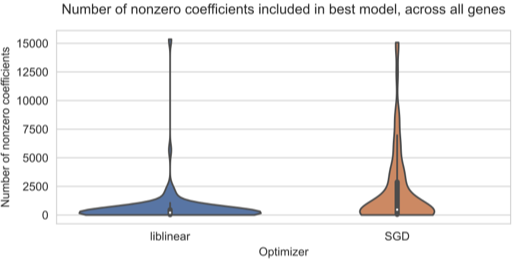 Number of nonzero coefficients included in best model, across all genes
Number of nonzero coefficients
15000
12500
10000
7500
5000
2500
0
liblinear
SGD
Optimizer